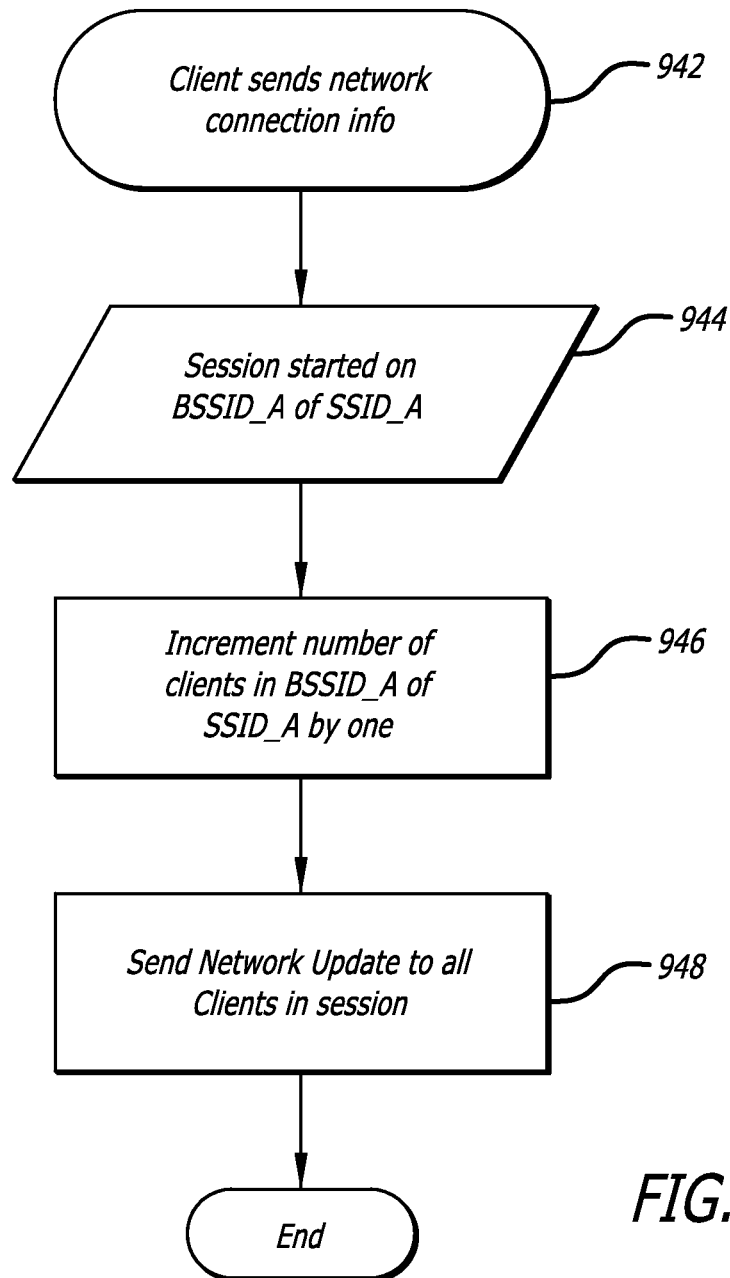 Client sends network
connection info
942
Session started on
BSSID_A of SSID_A
944
Increment number of
clients in BSSID_A of
SSID_A by one
946
Send Network Update to all
Clients in session
948
End
FIG.